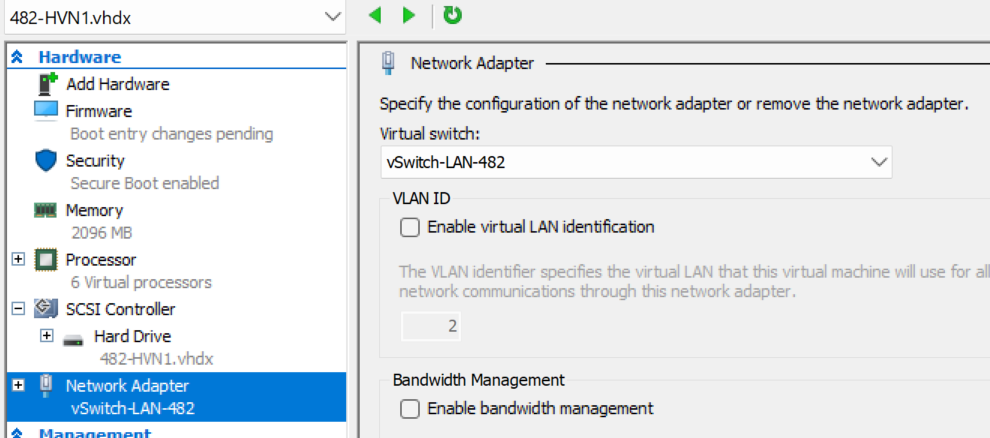 482-HVN1.vhdx
Hardware
Add Hardware
Firmware
Boot entry changes pending
Security
Secure Boot enabled
Memory
2096 MB
Processor
6 Virtual processors
SCSI Controller
Hard Drive
482-HVN1.vhdx
Network Adapter
vSwitch-LAN-482
Management
Network Adapter
Specify the configuration of the network adapter or remove the network adapter.
Virtual switch:
vSwitch-LAN-482
VLAN ID
Enable virtual LAN identification
The VLAN identifier specifies the virtual LAN that this virtual machine will use for all
network communications through this network adapter.
2
Bandwidth Management
Enable bandwidth management